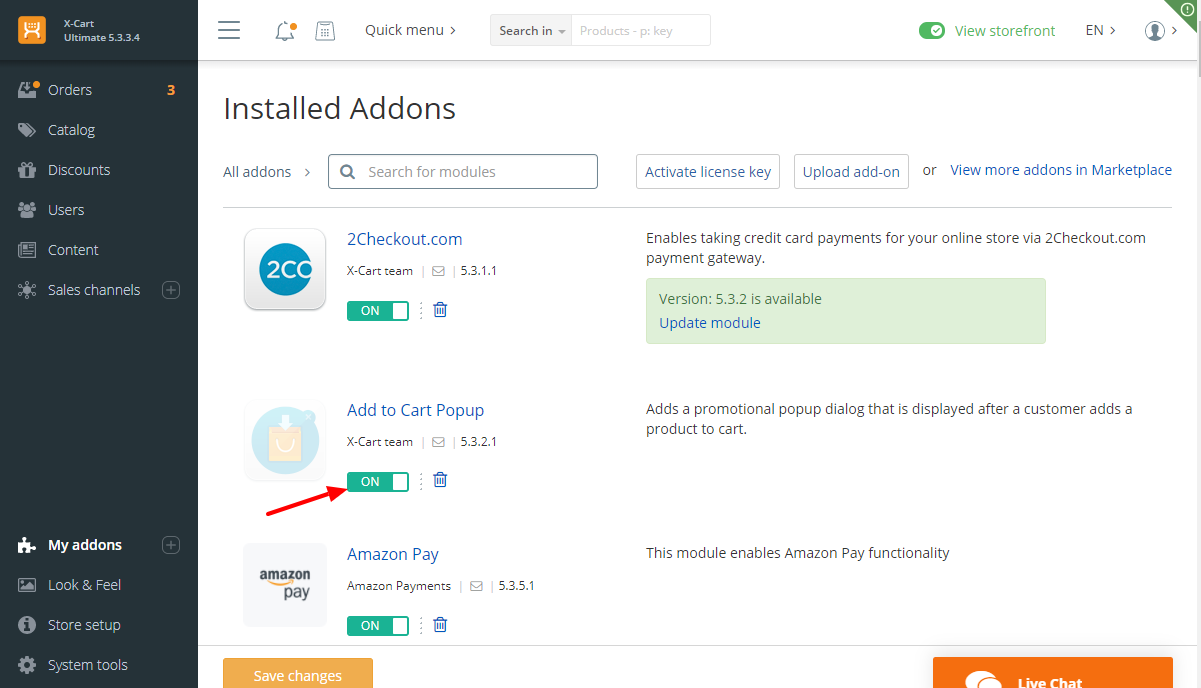 X-Cart
Ultimate 5.3.3.4
Quick menu
Search in
Products - p: key
View storefront
EN
Orders 3
Catalog
Discounts
Users
Content
Sales channels
My addons
Look & Feel
Store setup
System tools
Installed Addons
All addons
Search for modules
Activate license key
Upload add-on
or
View more addons in Marketplace
2CO
2Checkout.com
X-Cart team | 5.3.1.1
ON
Enables taking credit card payments for your online store via 2Checkout.com
payment gateway.
Version: 5.3.2 is available
Update module
Add to Cart Popup
X-Cart team | 5.3.2.1
ON
Adds a promotional popup dialog that is displayed after a customer adds a
product to cart.
amazon
pay
Amazon Pay
Amazon Payments | 5.3.5.1
ON
This module enables Amazon Pay functionality
Save changes
Live Chat